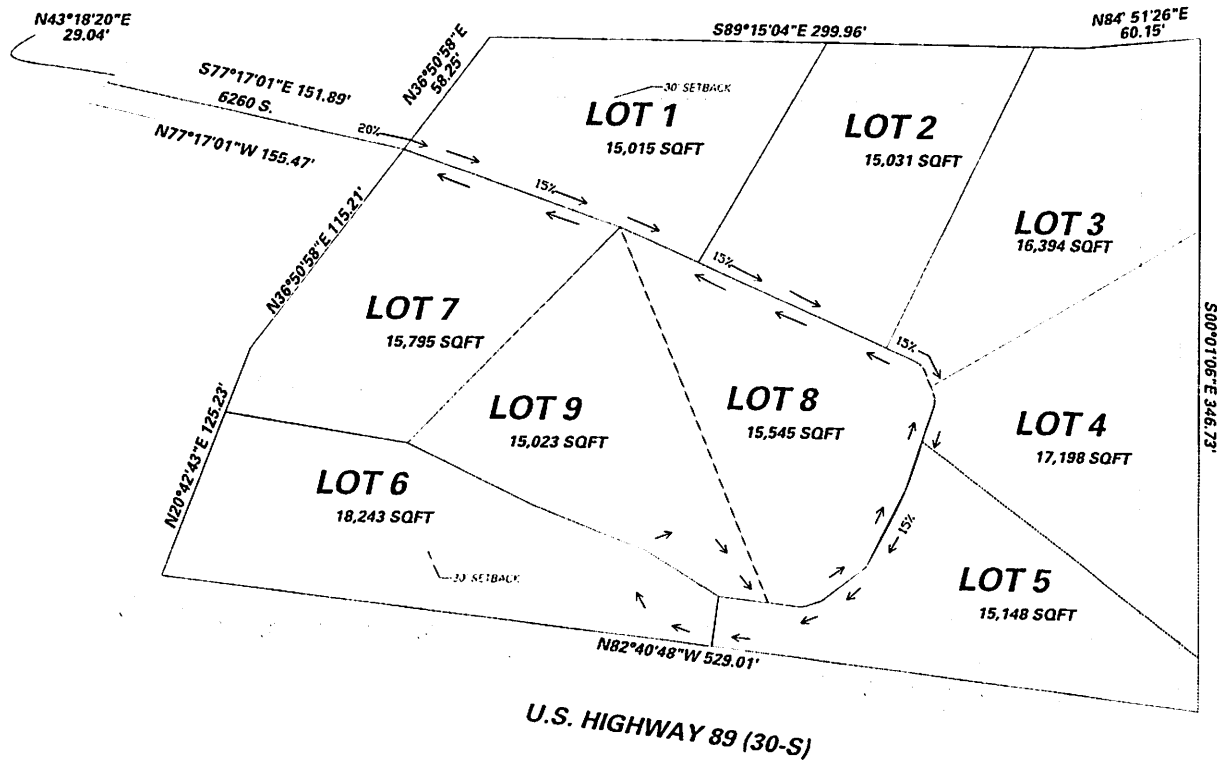 N43°18'20"E
29.04'
S77°17'01"E 151.89'
6260 S.
N77°17'01"W 155.47'
N36°50'58"E
58.25'
S89°15'04"E 299.96'
N84°51'26"E
60.15'
30' SETBACK
LOT 1
15,015 SQFT
LOT 2
15,031 SQFT
LOT 3
16,394 SQFT
20%
15%
15%
15%
N36°50'58"E 115.21'
LOT 7
15,795 SQFT
S00°01'06"E 346.73'
LOT 9
15,023 SQFT
LOT 8
15,545 SQFT
LOT 4
17,198 SQFT
N20°42'43"E 125.23'
LOT 6
18,243 SQFT
15%
30' SETBACK
LOT 5
15,148 SQFT
N82°40'48"W 529.01'
U.S. HIGHWAY 89 (30-S)